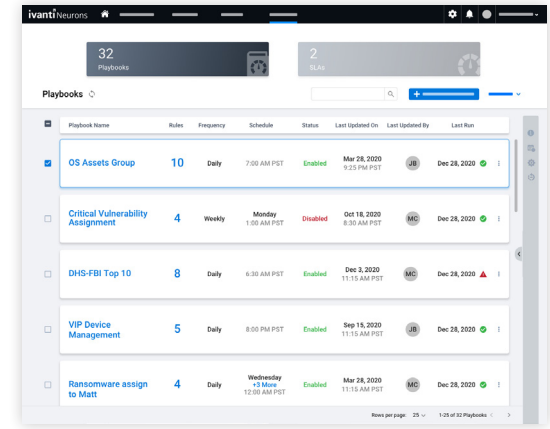 ivanti Neurons
32
Playbooks
2
SLAs
Playbooks
Playbook Name Rules Frequency Schedule Status Last Updated On Last Updated By Last Run
OS Assets Group 10 Daily 7:00 AM PST Enabled Mar 28, 2020 9:25 PM PST JB Dec 28, 2020
Critical Vulnerability Assignment 4 Weekly Monday 1:00 AM PST Disabled Oct 18, 2020 8:30 AM PST MC Dec 28, 2020
DHS-FBI Top 10 8 Daily 6:30 AM PST Enabled Dec 3, 2020 11:15 AM PST MC Dec 28, 2020
VIP Device Management 5 Daily 8:00 PM PST Enabled Sep 15, 2020 11:15 AM PST JB Dec 28, 2020
Ransomware assign to Matt 4 Daily Wednesday +3 More 12:00 AM PST Enabled Mar 28, 2020 11:15 AM PST MC Dec 28, 2020
Rows per page: 25 1-25 of 32 Playbooks